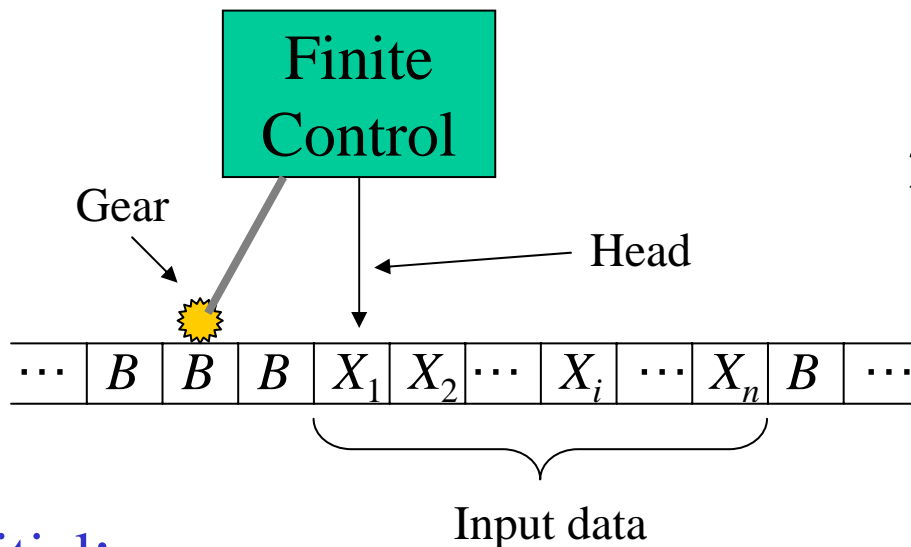 Finite
Control
Gear
Head
⋯ B B B X₁ X₂ ⋯ Xᵢ ⋯ Xₙ B ⋯
Input data